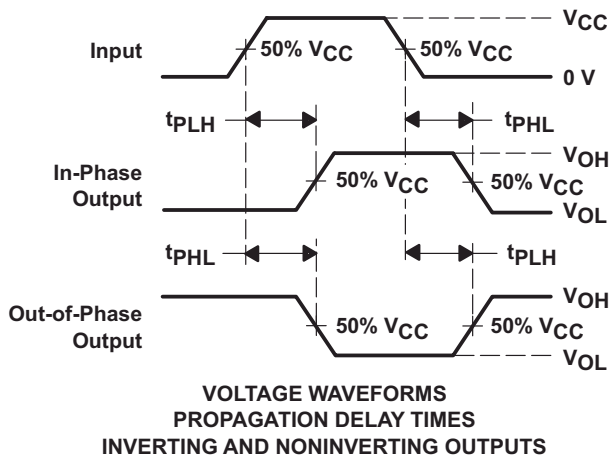 VCC
Input
50% VCC
50% VCC
0 V
tPLH
tPHL
VOH
In-Phase
Output
50% VCC
50% VCC
VOL
tPHL
tPLH
VOH
Out-of-Phase
Output
50% VCC
50% VCC
VOL
VOLTAGE WAVEFORMS
PROPAGATION DELAY TIMES
INVERTING AND NONINVERTING OUTPUTS